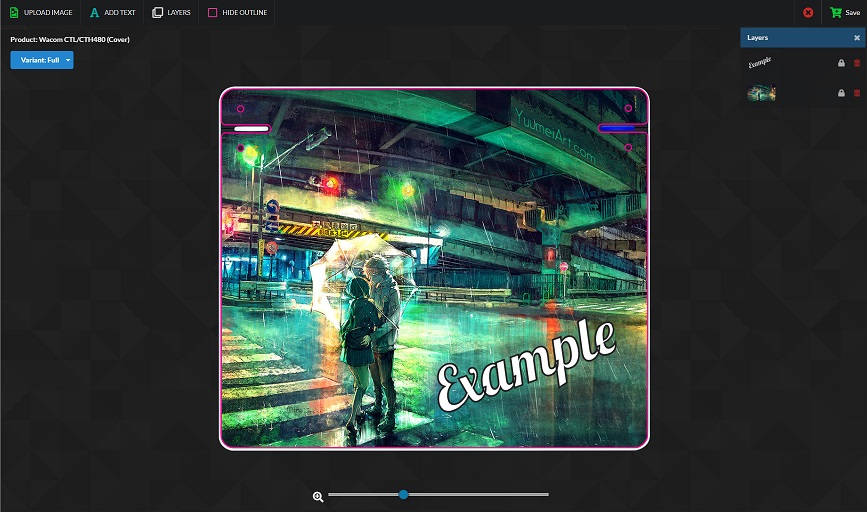 UPLOAD IMAGE
ADD TEXT
LAYERS
HIDE OUTLINE
Save
Product: Wacom CTL/CTH480 (Cover)
Variant: Full
Layers
Example
YuumeiArt.com
Example